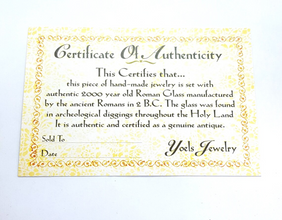 Certificate Of Authenticity
This Certifies that...
this piece of hand-made jewelry is set with
authentic 2000 year old Roman Glass manufactured
by the ancient Romans in 2 B.C. The glass was found
in archeological diggings throughout the Holy Land
It is authentic and certified as a genuine antique.
Sold To
Yoels Jewelry
Date